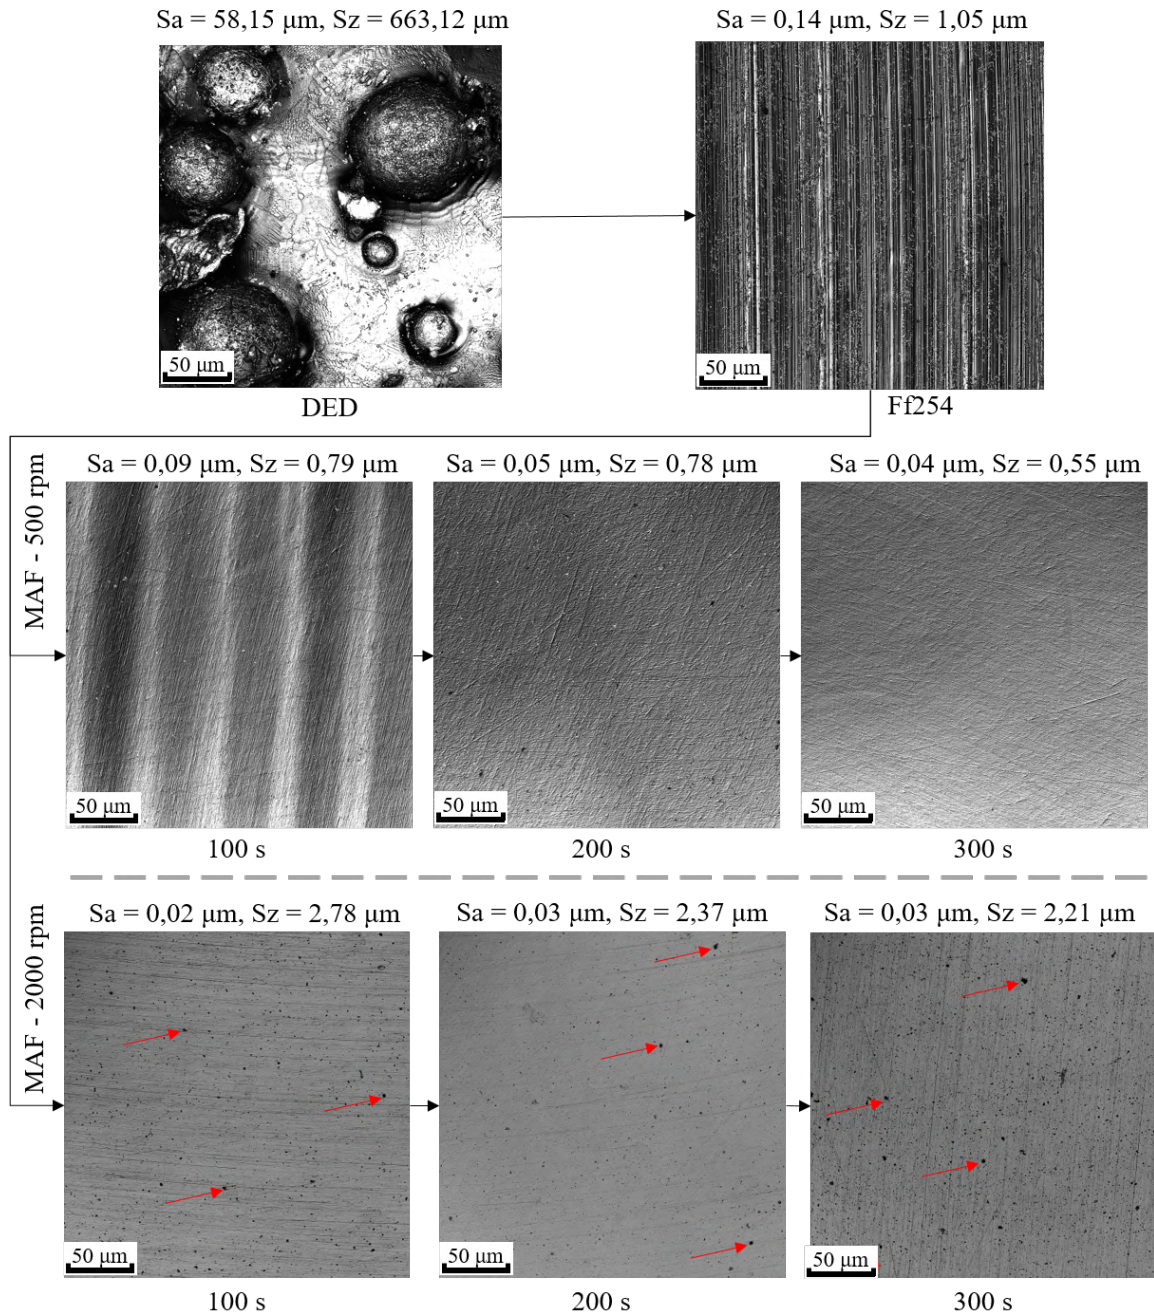 Sa = 58,15 μm, Sz = 663,12 μm
Sa = 0,14 μm, Sz = 1,05 μm
50 μm
50 μm
DED
Ff254
MAF - 500 rpm
Sa = 0,09 μm, Sz = 0,79 μm
Sa = 0,05 μm, Sz = 0,78 μm
Sa = 0,04 μm, Sz = 0,55 μm
50 μm
50 μm
50 μm
100 s
200 s
300 s
MAF - 2000 rpm
Sa = 0,02 μm, Sz = 2,78 μm
Sa = 0,03 μm, Sz = 2,37 μm
Sa = 0,03 μm, Sz = 2,21 μm
50 μm
50 μm
50 μm
100 s
200 s
300 s